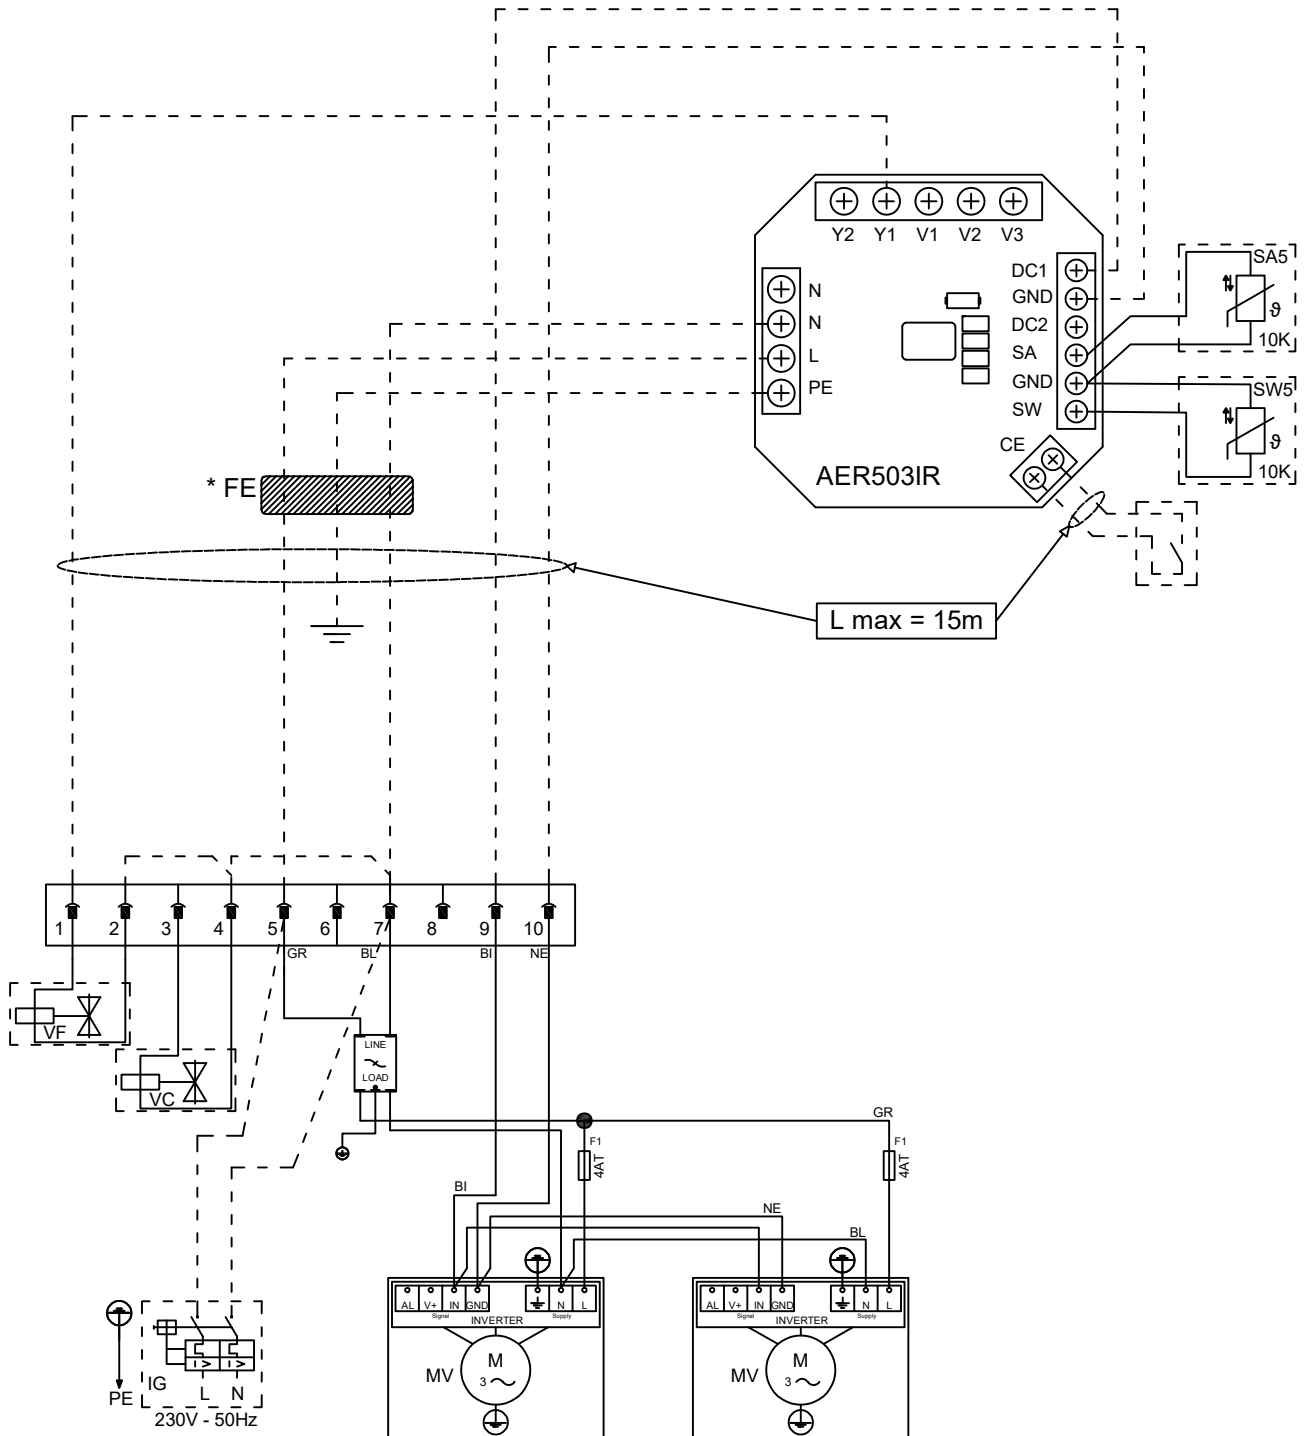 Y2 Y1 V1 V2 V3
N
N
L
PE
DC1
GND
DC2
SA
GND
SW
CE
AER503IR
SA5
ϑ
10K
SW5
ϑ
10K
* FE
L max = 15m
1 2 3 4 5 6 7 8 9 10
GR BL BI NE
VF
VC
LINE
LOAD
GR
F1
4AT
F1
4AT
BI
NE
BL
AL V+ IN GND N L
Signal Supply
INVERTER
MV
M
3
AL V+ IN GND N L
Signal Supply
INVERTER
MV
M
3
PE
IG
I > I >
L N
230V - 50Hz